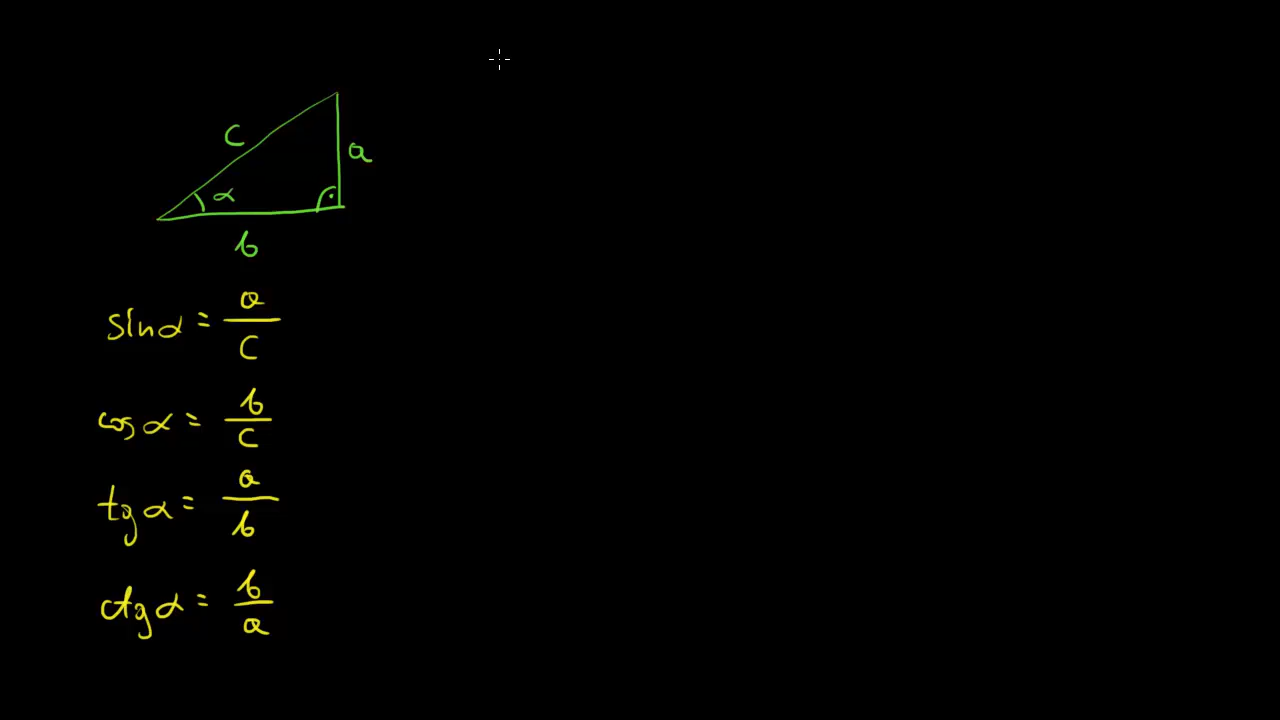 c
a
α
b
sin α = a/c
cos α = b/c
tg α = a/b
ctg α = b/a